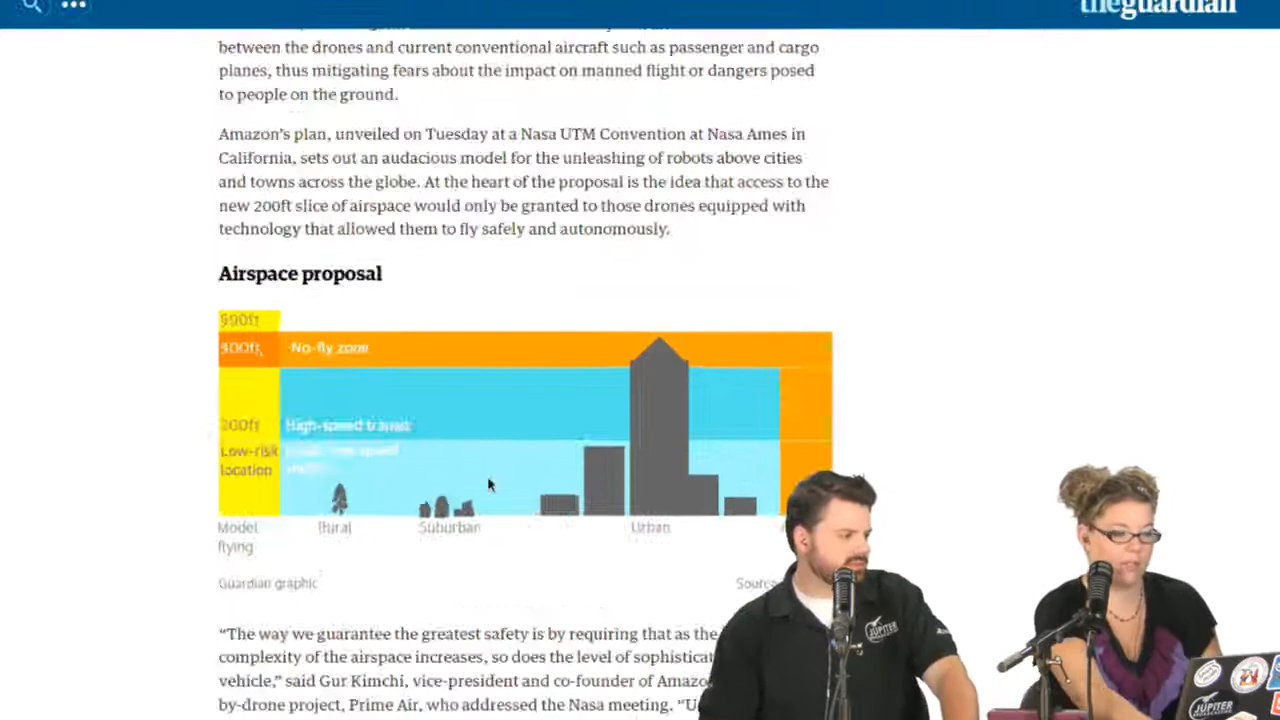 theguardian
between the drones and current conventional aircraft such as passenger and cargo
planes, thus mitigating fears about the impact on manned flight or dangers posed
to people on the ground.
Amazon's plan, unveiled on Tuesday at a Nasa UTM Convention at Nasa Ames in
California, sets out an audacious model for the unleashing of robots above cities
and towns across the globe. At the heart of the proposal is the idea that access to the
new 200ft slice of airspace would only be granted to those drones equipped with
technology that allowed them to fly safely and autonomously.
Airspace proposal
No-fly zone
200ft
High-speed transit
Low-risk
location
Model
flying
Rural
Suburban
Urban
Guardian graphic
Source
"The way we guarantee the greatest safety is by requiring that as the
complexity of the airspace increases, so does the level of
vehicle," said Gur Kimchi, vice-president and co-founder of
by-drone project, Prime Air, who addressed the Nasa meeting.
JUPITER
JUPITER